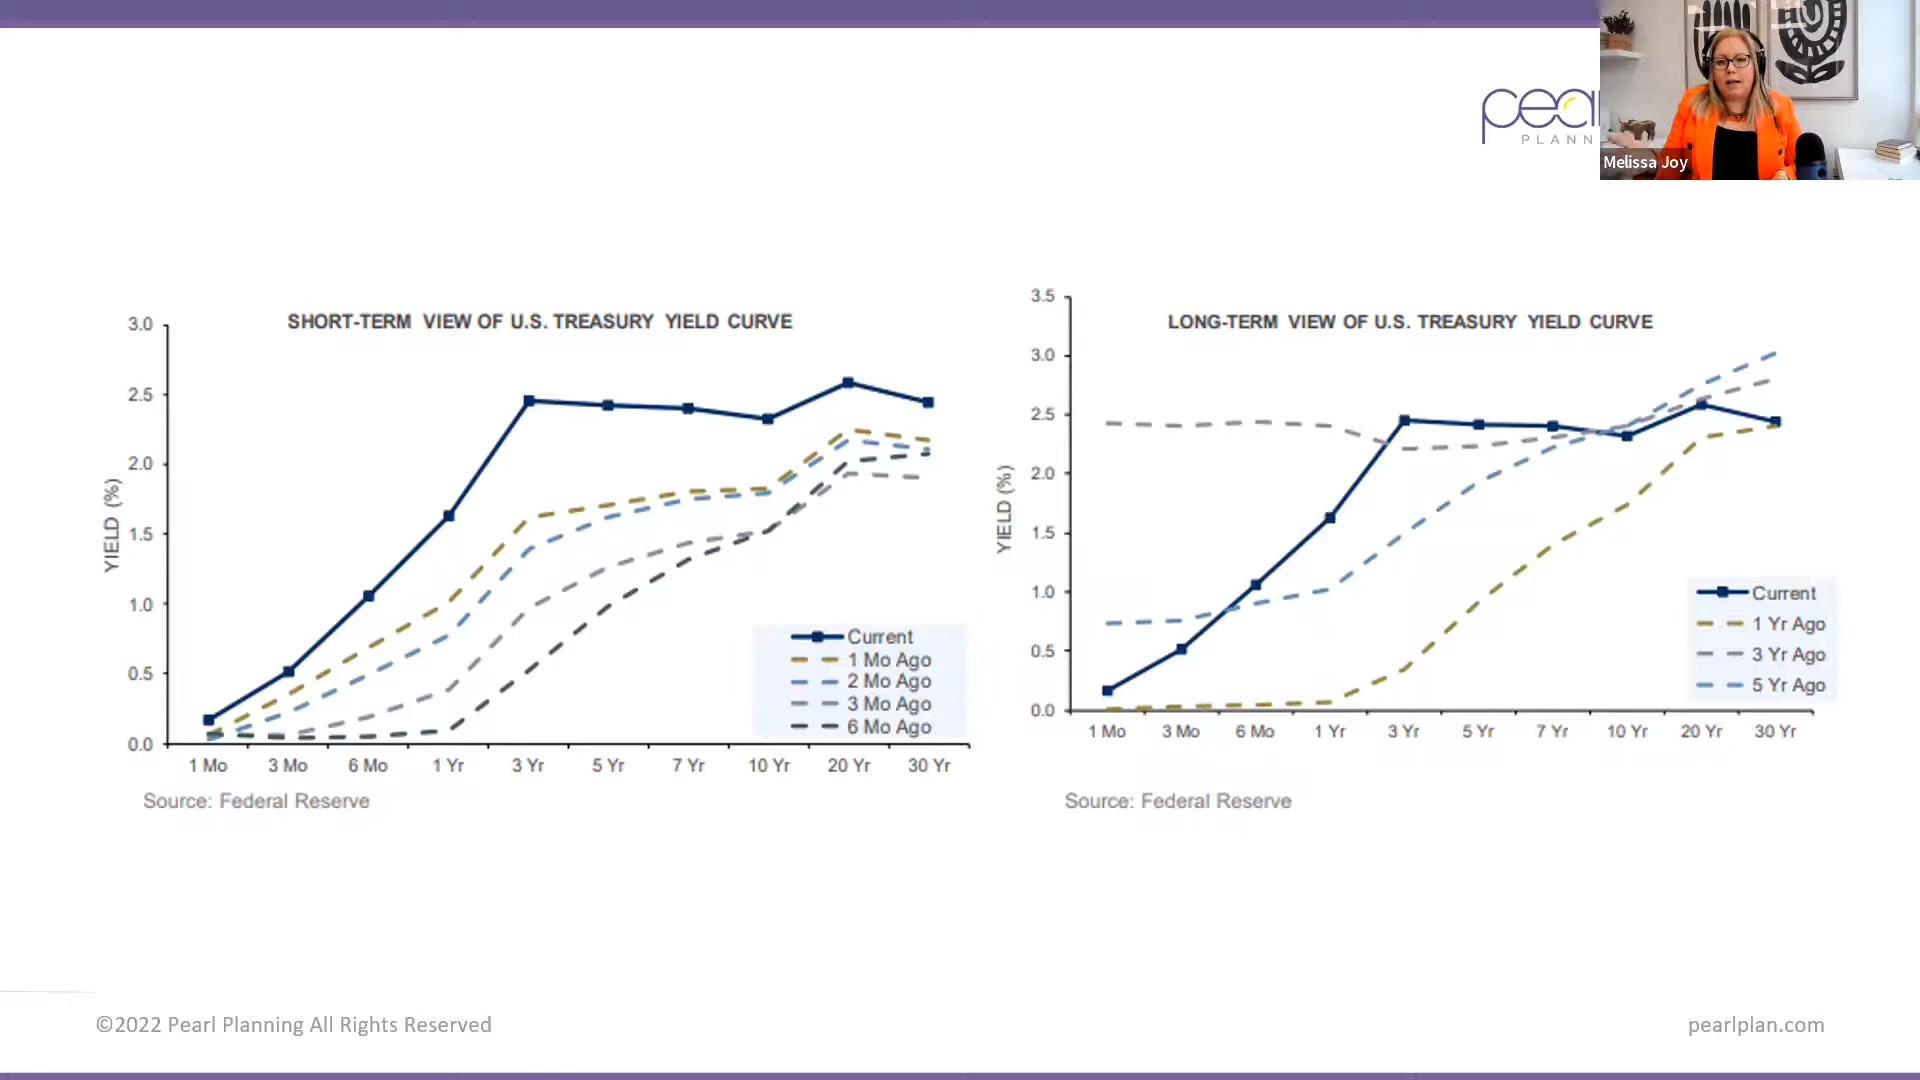 pea
PLANN
Melissa Joy
SHORT-TERM VIEW OF U.S. TREASURY YIELD CURVE
3.0
2.5
2.0
1.5
1.0
0.5
0.0
YIELD (%)
1 Mo 3 Mo 6 Mo 1 Yr 3 Yr 5 Yr 7 Yr 10 Yr 20 Yr 30 Yr
Current
1 Mo Ago
2 Mo Ago
3 Mo Ago
6 Mo Ago
Source: Federal Reserve
LONG-TERM VIEW OF U.S. TREASURY YIELD CURVE
3.5
3.0
2.5
2.0
1.5
1.0
0.5
0.0
YIELD (%)
1 Mo 3 Mo 6 Mo 1 Yr 3 Yr 5 Yr 7 Yr 10 Yr 20 Yr 30 Yr
Current
1 Yr Ago
3 Yr Ago
5 Yr Ago
Source: Federal Reserve
©2022 Pearl Planning All Rights Reserved
pearlplan.com